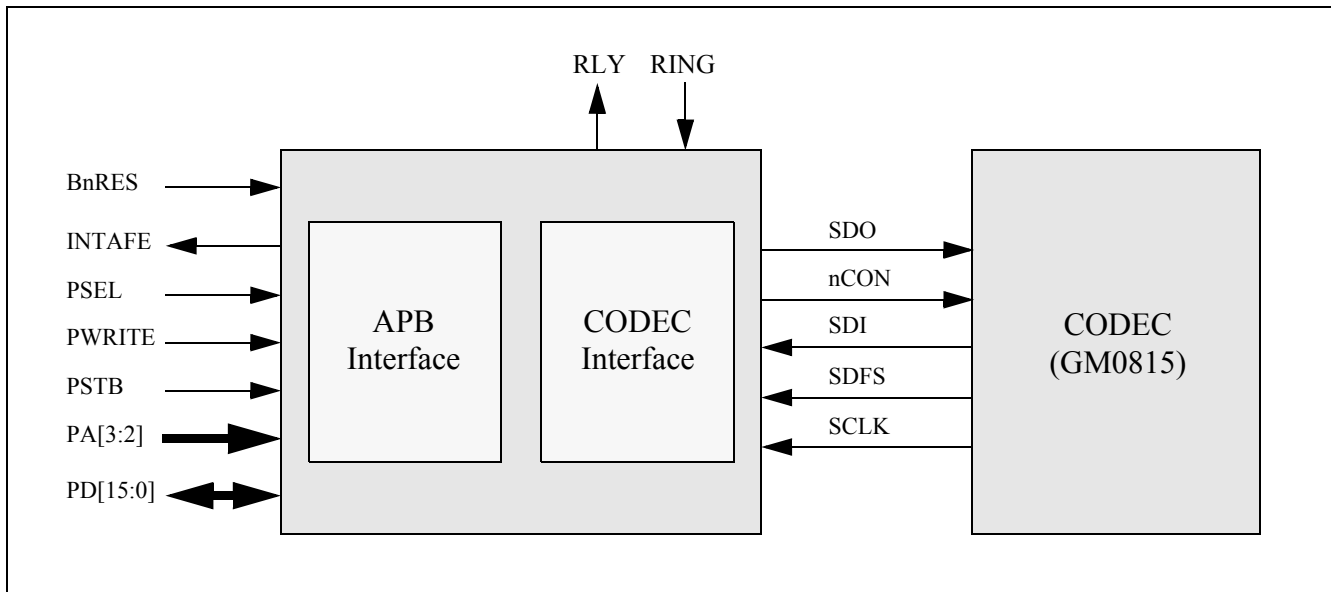 RLY RING
BnRES
INTAFE
PSEL
PWRITE
PSTB
PA[3:2]
PD[15:0]
APB
Interface
CODEC
Interface
SDO
nCON
SDI
SDFS
SCLK
CODEC
(GM0815)